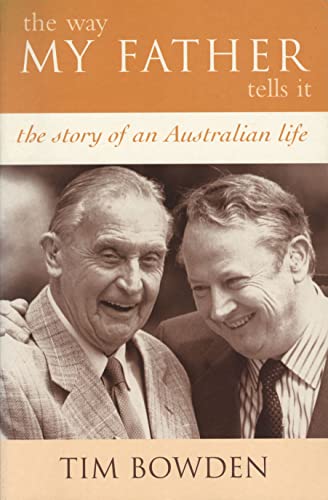 the way
MY FATHER
tells it
the story of an Australian life
TIM BOWDEN